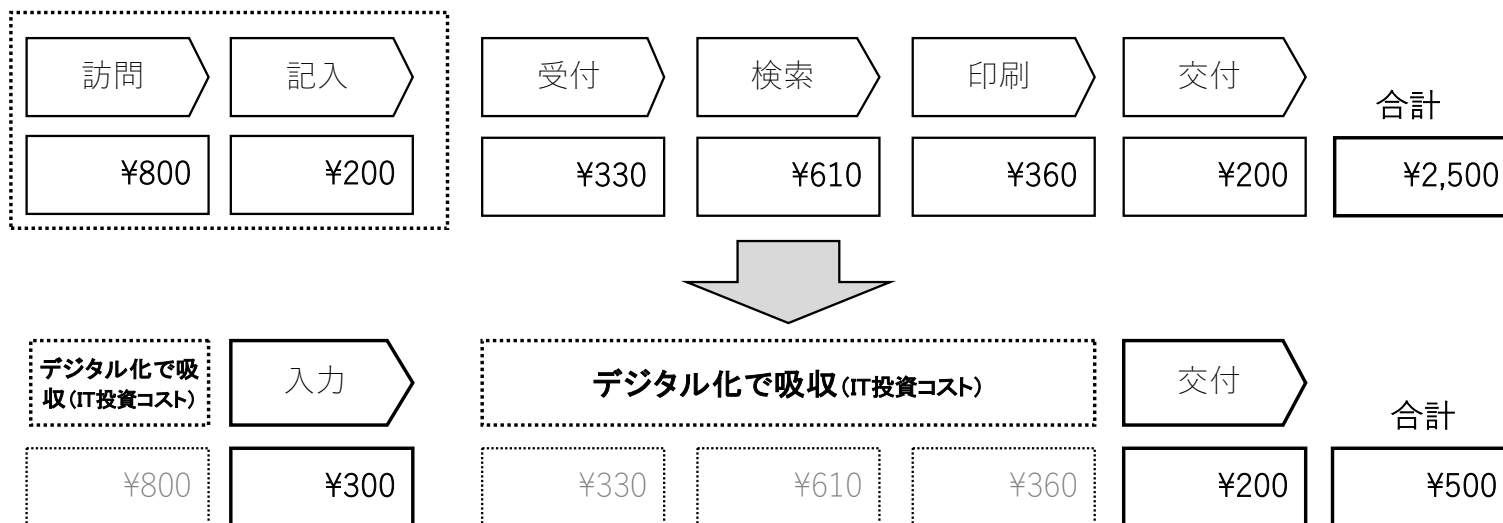 訪問
記入
受付
検索
印刷
交付
合計
¥800
¥200
¥330
¥610
¥360
¥200
¥2,500
デジタル化で吸
収(IT投資コスト)
入力
デジタル化で吸収(IT投資コスト)
交付
合計
¥800
¥300
¥330
¥610
¥360
¥200
¥500